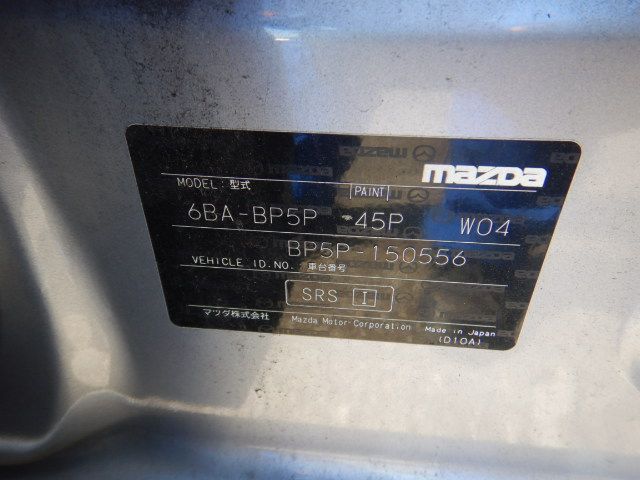 mazda
MODEL: 型式 PAINT
6BA-BP5P -45P W04
BP5P-150556
VEHICLE ID.NO. 車台番号
SRS I
マツダ株式会社 Mazda Motor Corporation Made in Japan
(D10A)